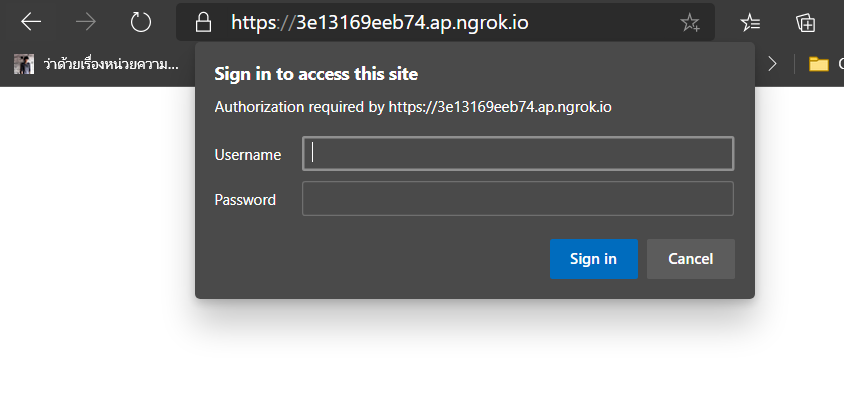 https://3e13169eeb74.ap.ngrok.io
ว่าด้วยเรื่องหน่วยความ...
Sign in to access this site
Authorization required by https://3e13169eeb74.ap.ngrok.io
Username
Password
Sign in
Cancel